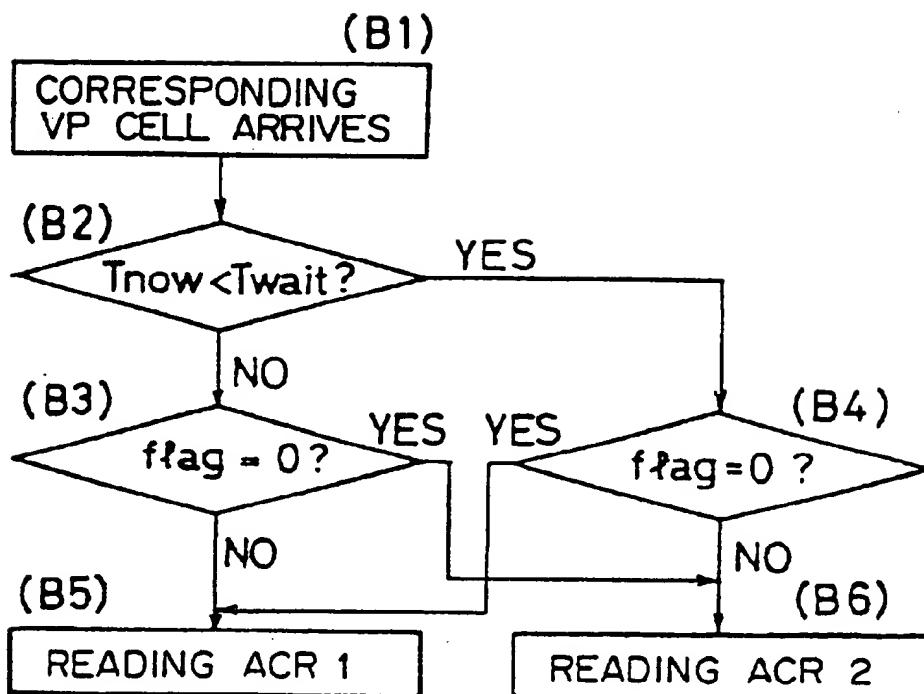 (B1)
CORRESPONDING
VP CELL ARRIVES
(B2)
Tnow<Twait?
YES
NO
(B3)
flag = 0?
YES
YES
(B4)
flag=0 ?
NO
NO
(B5)
READING ACR 1
(B6)
READING ACR 2